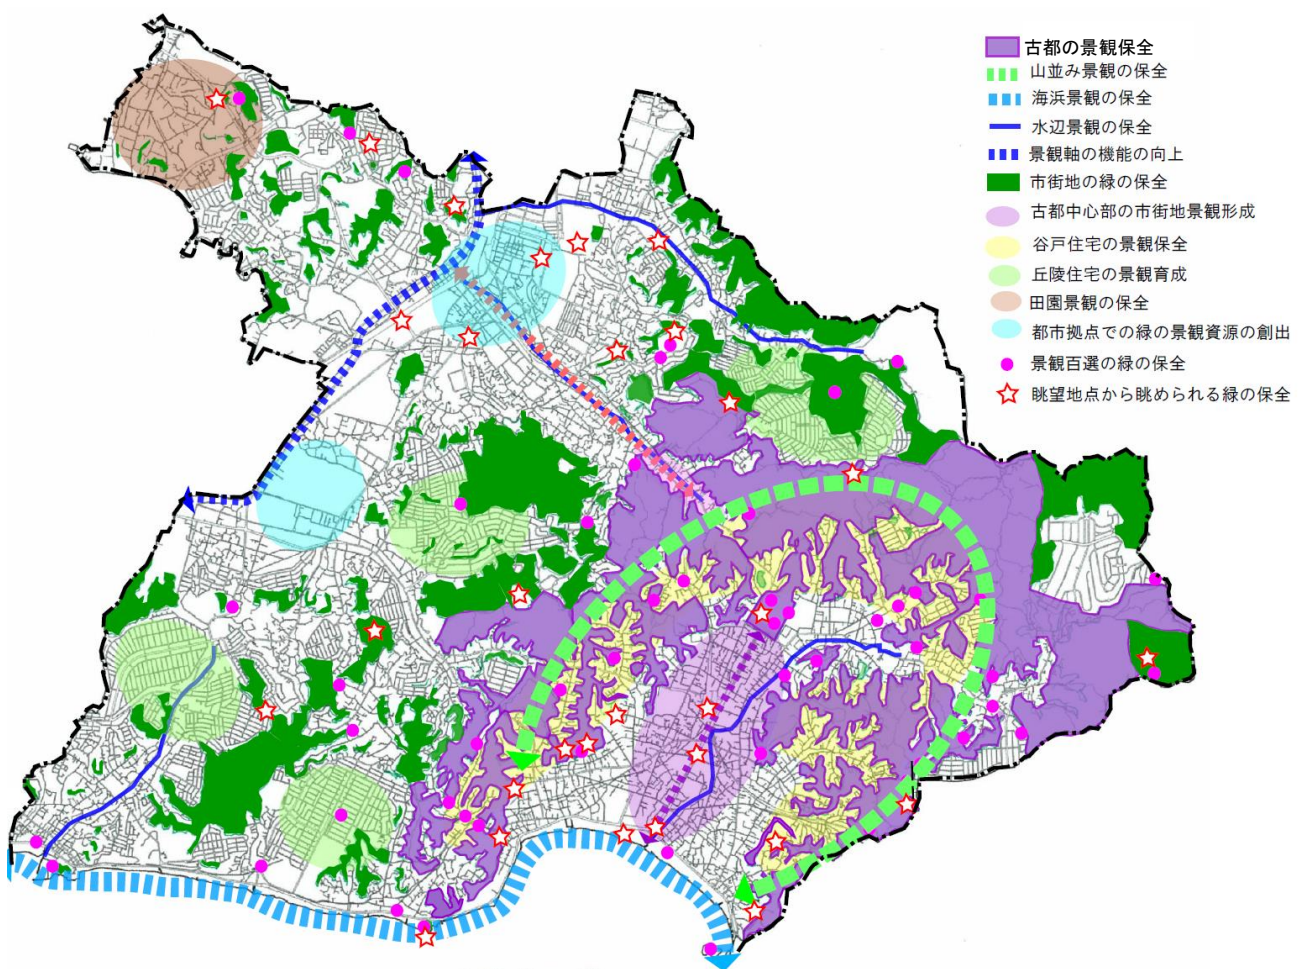 古都の景観保全
山並み景観の保全
海浜景観の保全
水辺景観の保全
景観軸の機能の向上
市街地の緑の保全
古都中心部の市街地景観形成
谷戸住宅の景観保全
丘陵住宅の景観育成
田園景観の保全
都市拠点での緑の景観資源の創出
景観百選の緑の保全
眺望地点から眺められる緑の保全